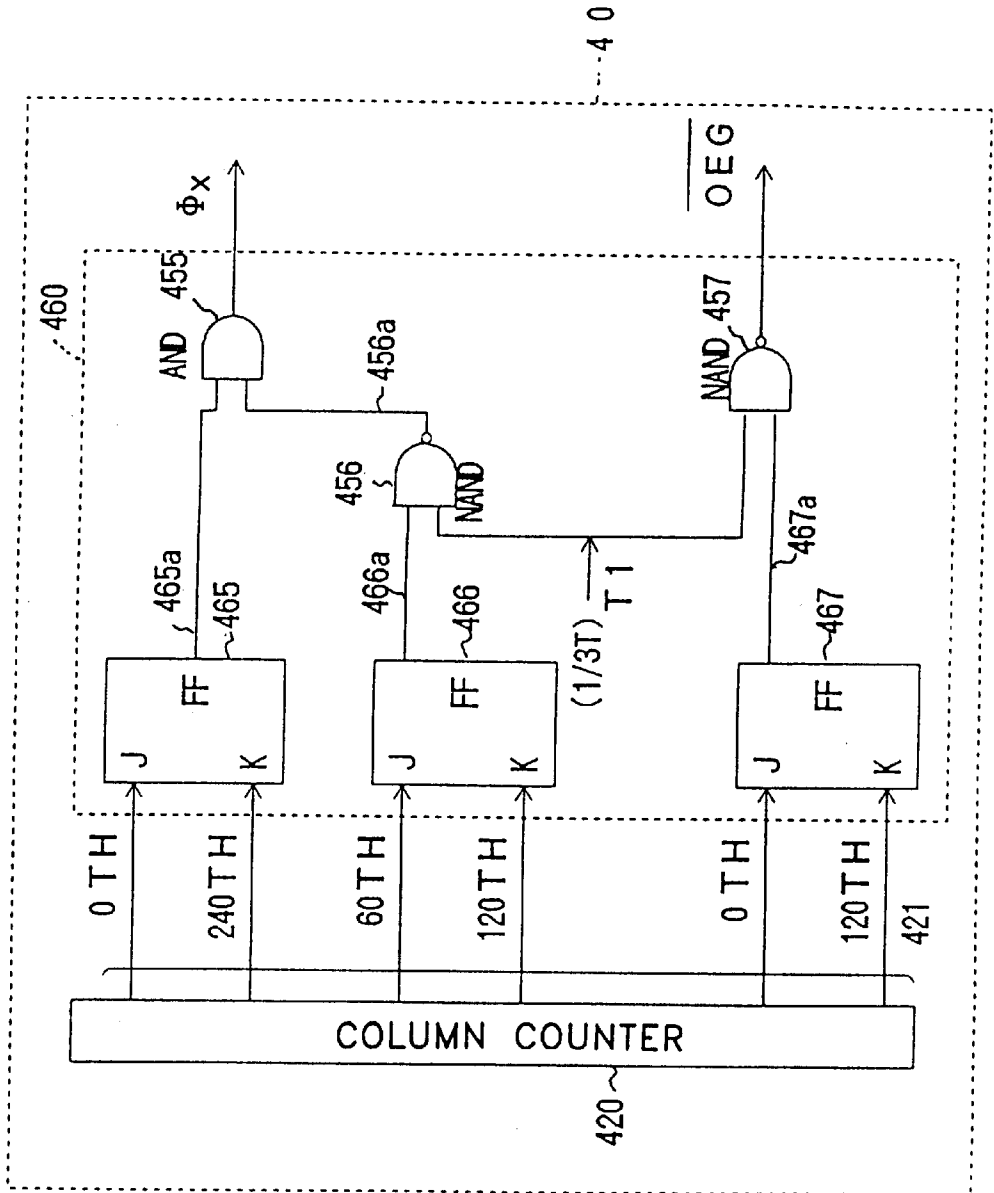 40
460
Φx
OEG
AND
455
456a
456
NAND
NAND
457
465a
465
466a
466
(1/3T)
T1
467a
467
FF
J
K
FF
J
K
FF
J
K
0TH
240TH
60TH
120TH
0TH
120TH
421
COLUMN COUNTER
420